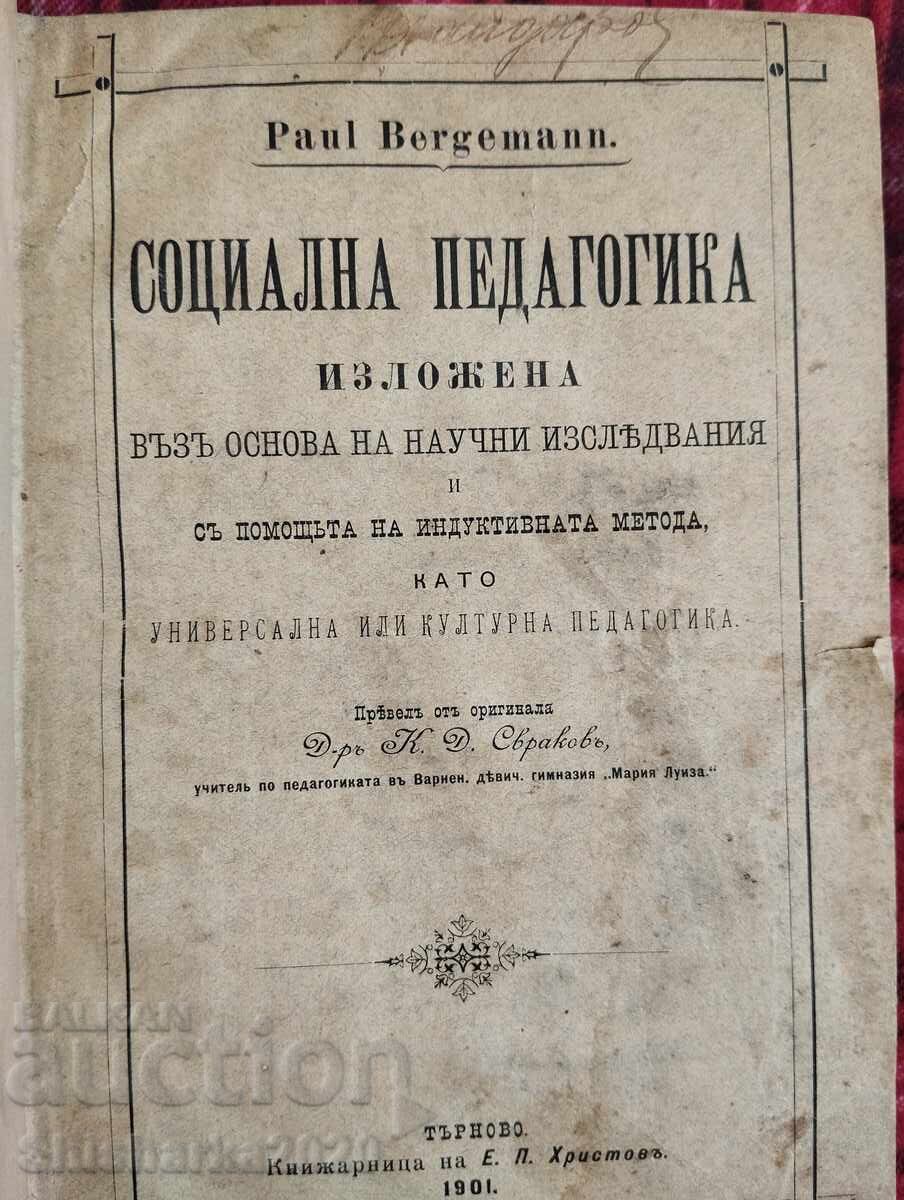 Paul Bergemann.
СОЦИАЛНА ПЕДАГОГИКА
ИЗЛОЖЕНА
ВЪЗЪ ОСНОВА НА НАУЧНИ ИЗСЛѢДВАНИЯ
И
СЪ ПОМОЩЬТА НА ИНДУКТИВНАТА МЕТОДА,
КАТО
УНИВЕРСАЛНА ИЛИ КУЛТУРНА ПЕДАГОГИКА.
Прѣвелъ отъ оригинала
Д-ръ К. Д. Свраковъ,
учитель по педагогиката въ Варнен. дѣвич. гимназия „Мария Луиза."
БАLКАН
auction
ТЪРНОВО.
Книжарница на Е. П. Христовъ.
1901.